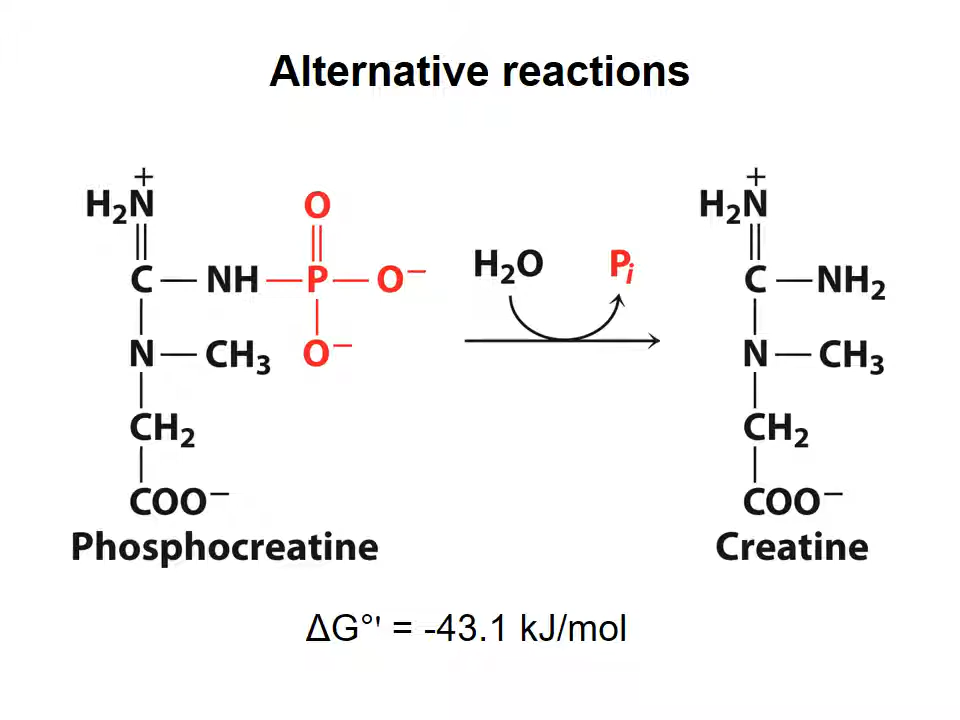 Alternative reactions
H₂N⁺ O H₂N⁺
C — NH — P — O⁻ H₂O Pi C — NH₂
N — CH₃ O⁻ N — CH₃
CH₂ CH₂
COO⁻ COO⁻
Phosphocreatine Creatine
ΔG°' = -43.1 kJ/mol